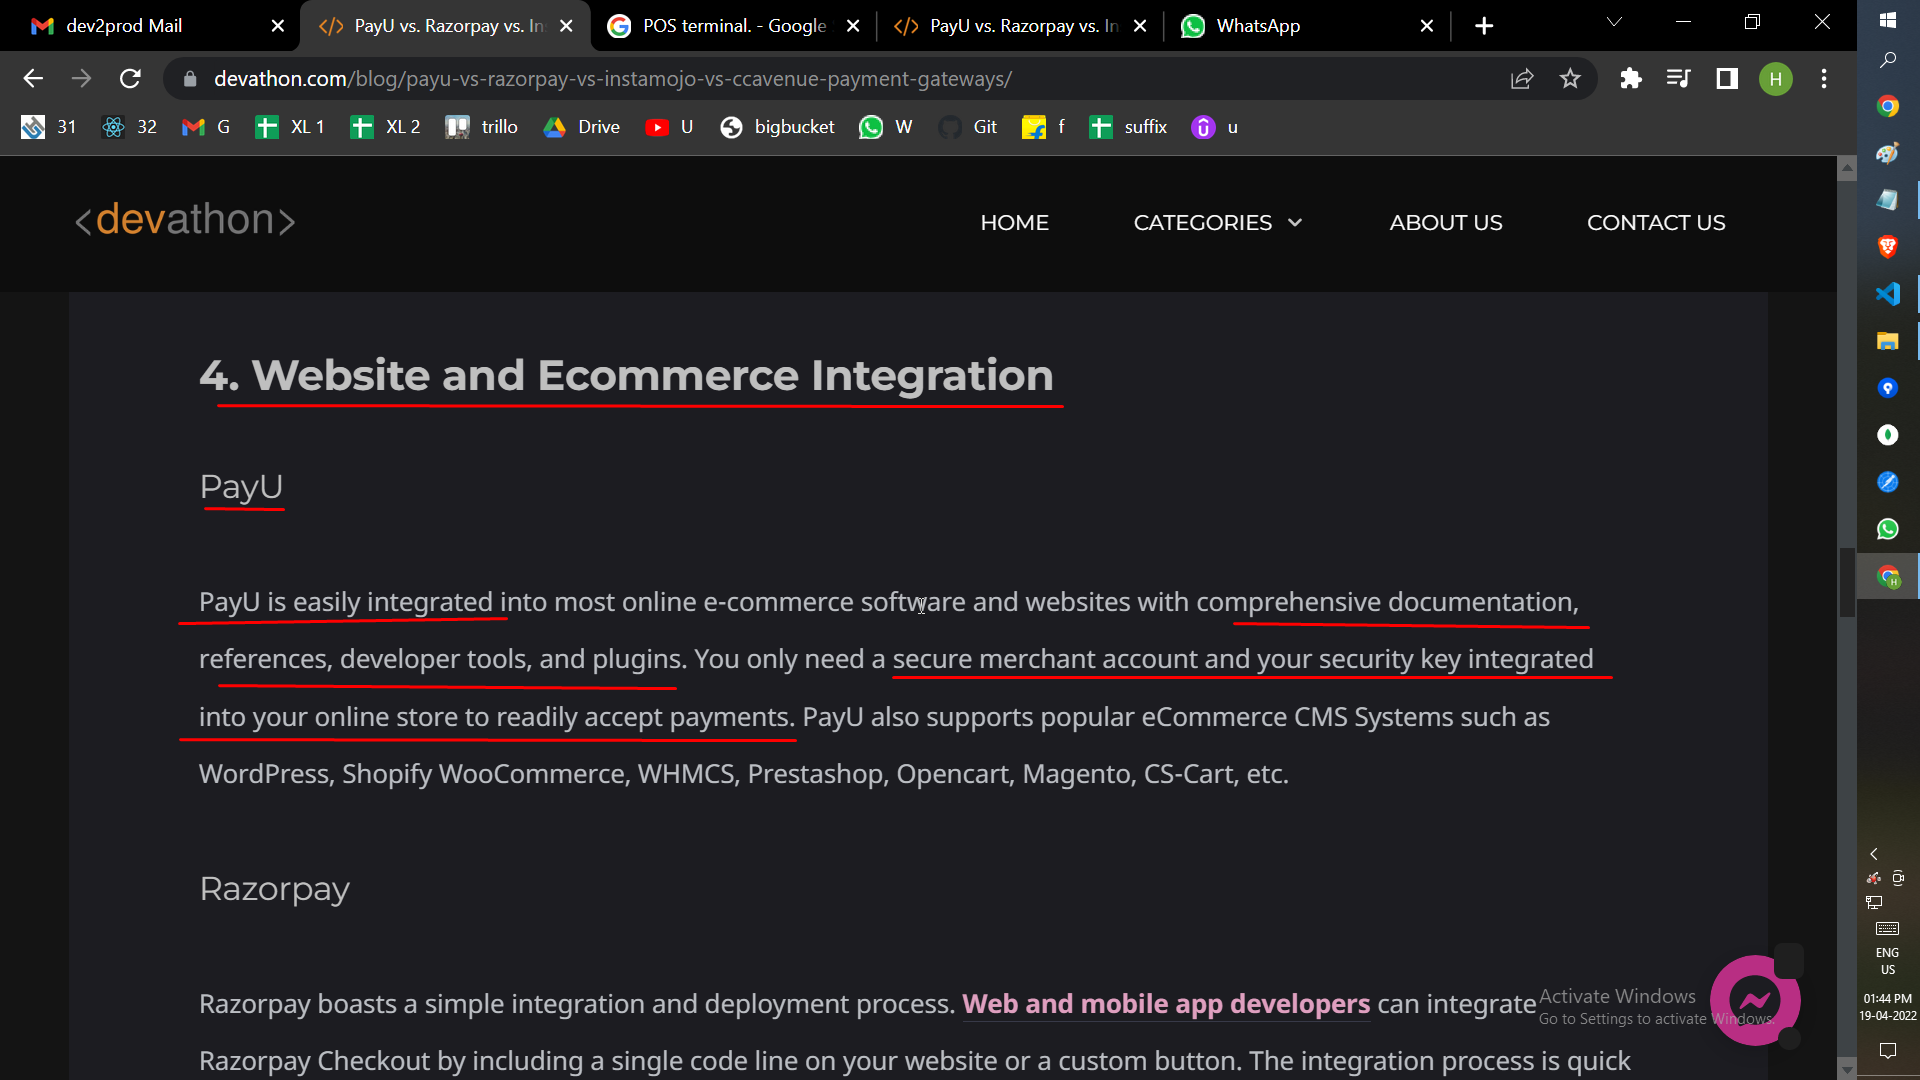 dev2prod Mail
PayU vs. Razorpay vs. In
POS terminal. - Google
PayU vs. Razorpay vs. In
WhatsApp
devathon.com/blog/payu-vs-razorpay-vs-instamojo-vs-ccavenue-payment-gateways/
H
31
32
G
XL 1
XL 2
trillo
Drive
U
bigbucket
W
Git
f
suffix
u
<devathon>
HOME
CATEGORIES
ABOUT US
CONTACT US
4. Website and Ecommerce Integration
PayU
PayU is easily integrated into most online e-commerce software and websites with comprehensive documentation,
references, developer tools, and plugins. You only need a secure merchant account and your security key integrated
into your online store to readily accept payments. PayU also supports popular eCommerce CMS Systems such as
WordPress, Shopify WooCommerce, WHMCS, Prestashop, Opencart, Magento, CS-Cart, etc.
Razorpay
Razorpay boasts a simple integration and deployment process. Web and mobile app developers can integrate
Razorpay Checkout by including a single code line on your website or a custom button. The integration process is quick
Activate Windows
Go to Settings to activate Windows.
ENG
US
01:44 PM
19-04-2022